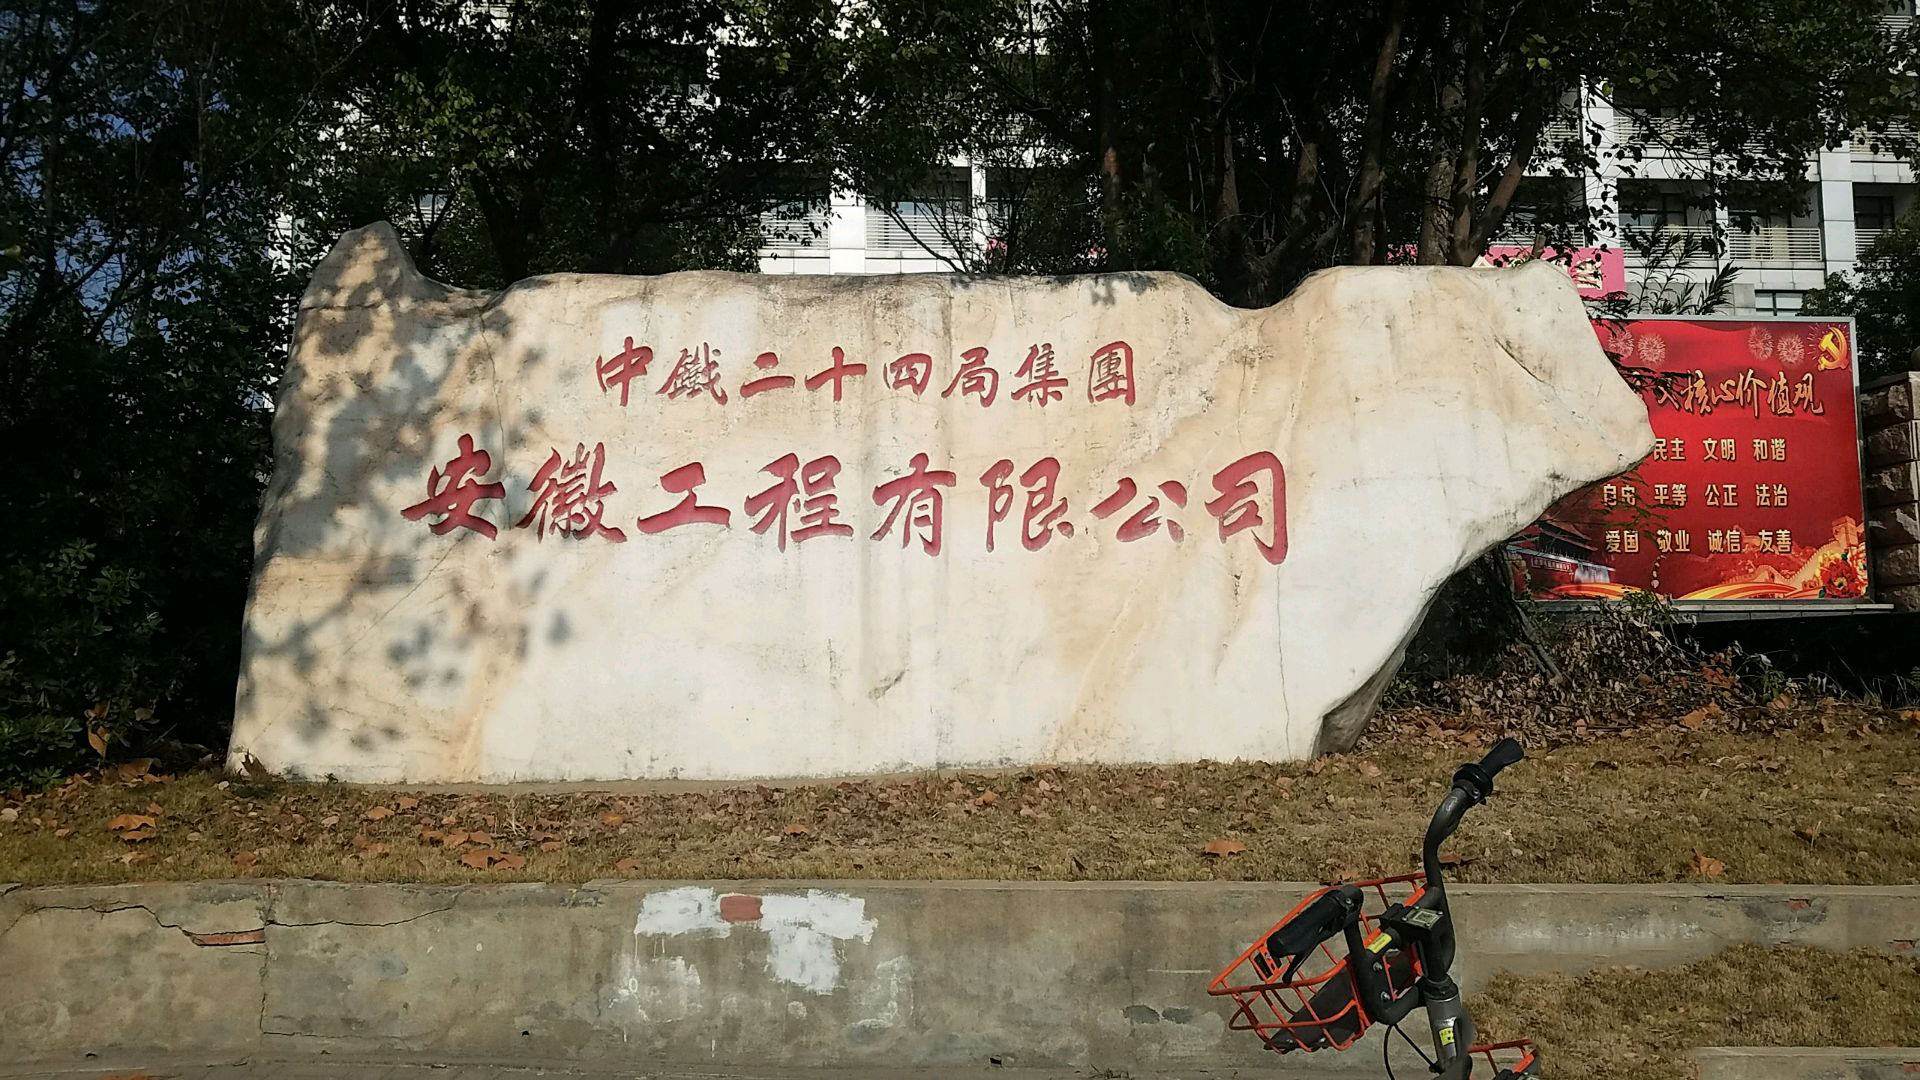 中鐵二十四局集團
安徽工程有限公司
义核心价值观
民主 文明 和谐
自由 平等 公正 法治
爱国 敬业 诚信 友善